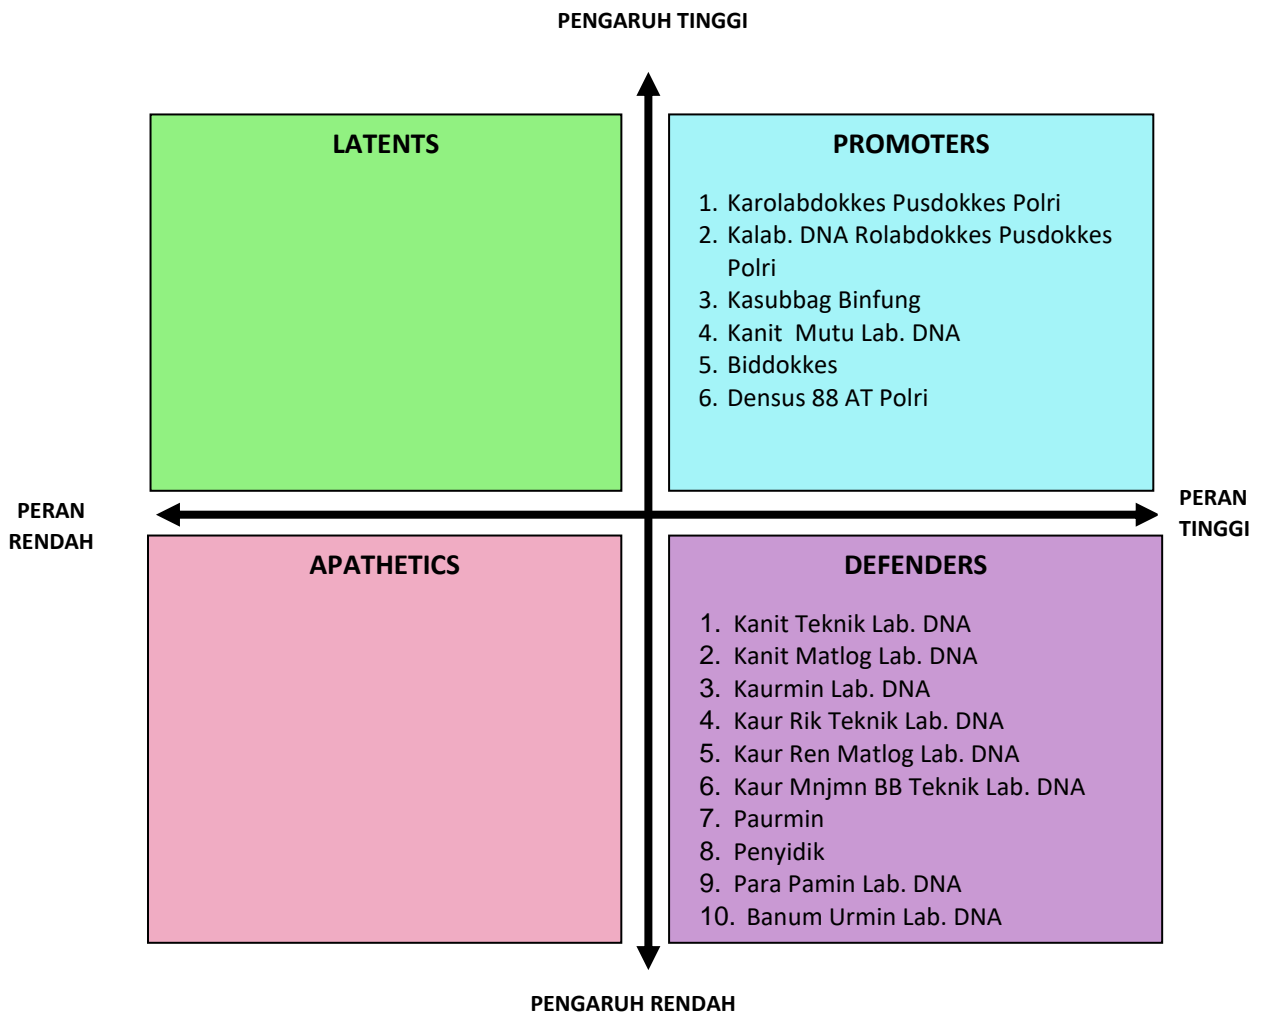 PENGARUH TINGGI
LATENTS
PROMOTERS
1. Karolabdokkes Pusdokkes Polri
2. Kalab. DNA Rolabdokkes Pusdokkes
Polri
3. Kasubbag Binfung
4. Kanit Mutu Lab. DNA
5. Biddokkes
6. Densus 88 AT Polri
PERAN
RENDAH
PERAN
TINGGI
APATHETICS
DEFENDERS
1. Kanit Teknik Lab. DNA
2. Kanit Matlog Lab. DNA
3. Kaurmin Lab. DNA
4. Kaur Rik Teknik Lab. DNA
5. Kaur Ren Matlog Lab. DNA
6. Kaur Mnjmn BB Teknik Lab. DNA
7. Paurmin
8. Penyidik
9. Para Pamin Lab. DNA
10. Banum Urmin Lab. DNA
PENGARUH RENDAH